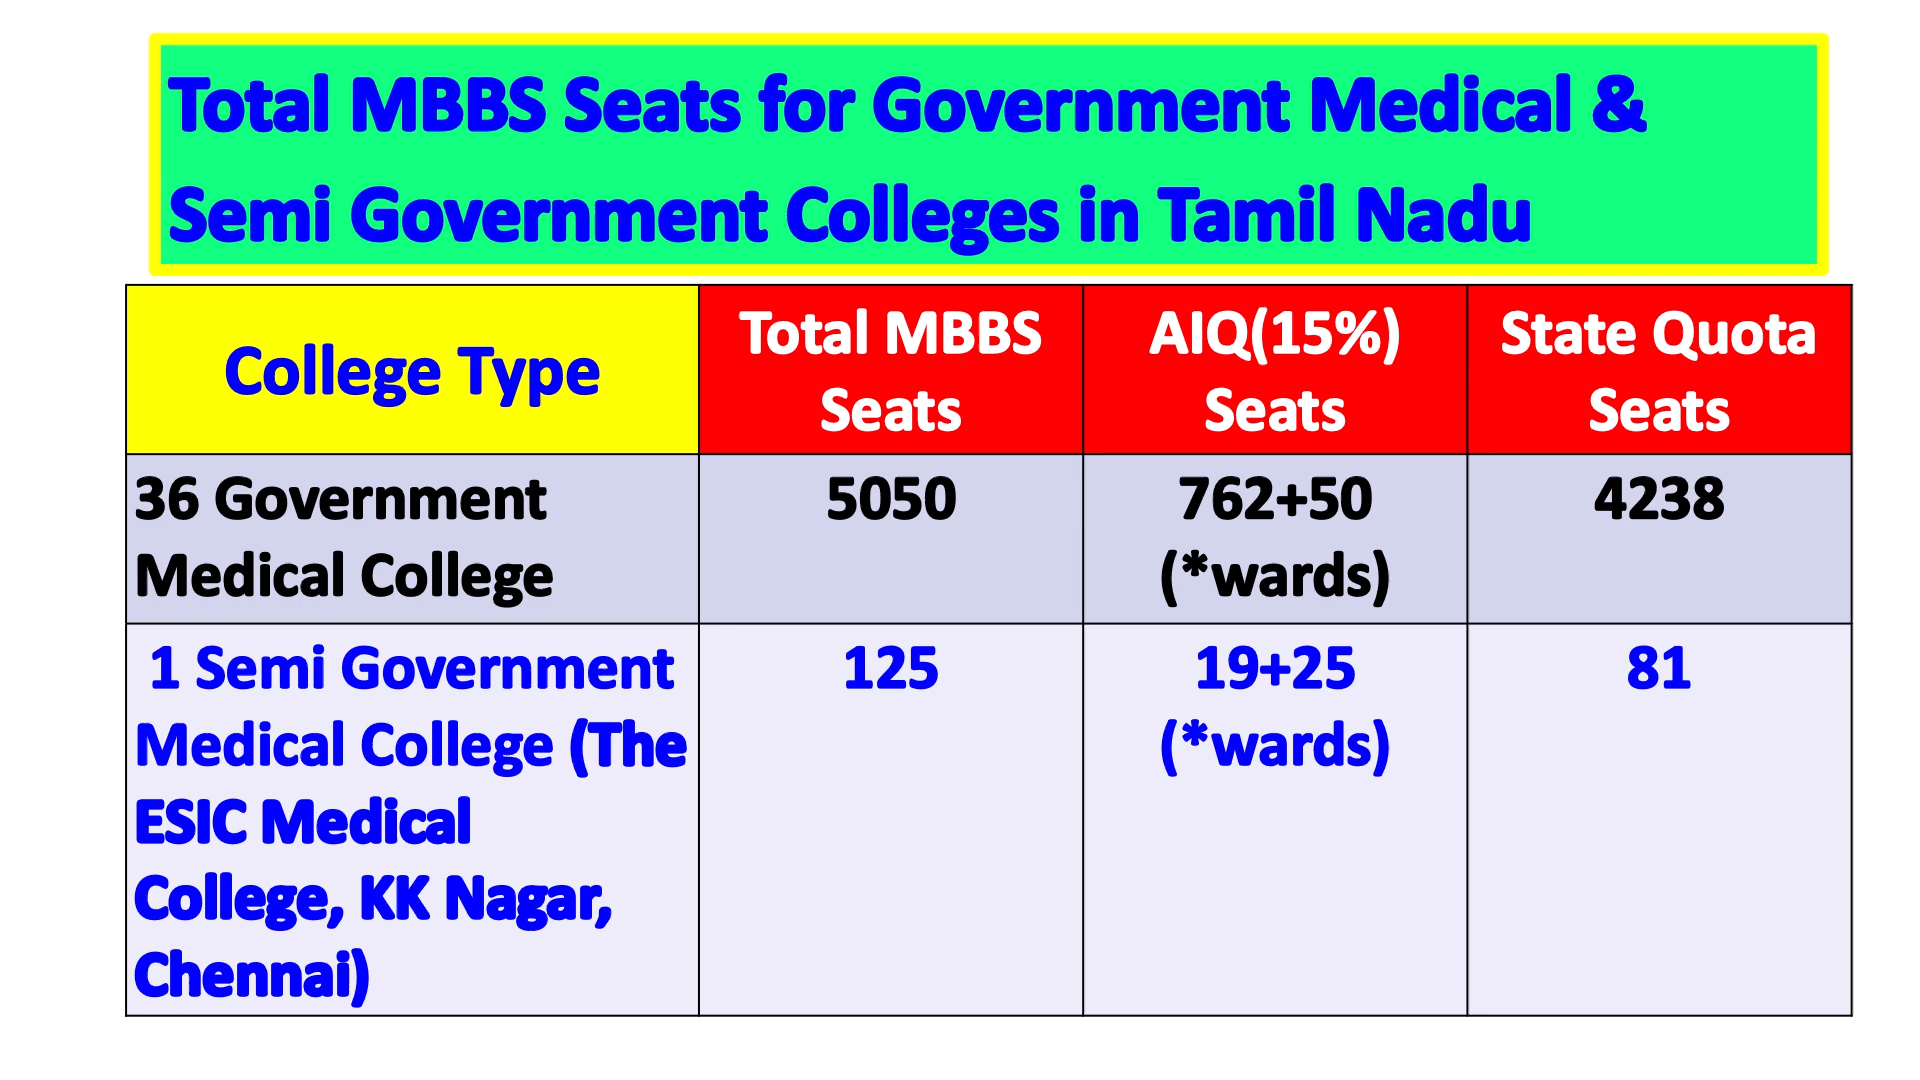 Total MBBS Seats for Government Medical &
Semi Government Colleges in Tamil Nadu
College Type
Total MBBS
Seats
AIQ(15%)
Seats
State Quota
Seats
36 Government
Medical College
5050
762+50
(*wards)
4238
1 Semi Government
Medical College (The
ESIC Medical
College, KK Nagar,
Chennai)
125
19+25
(*wards)
81